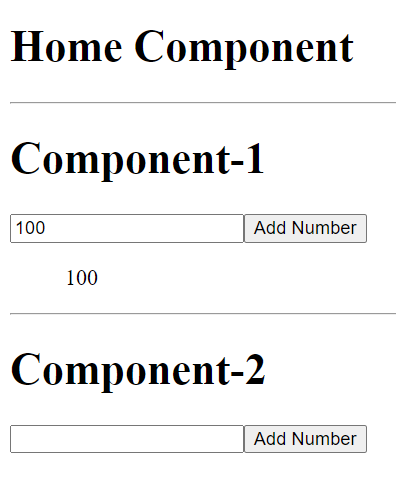 Home Component
Component-1
100 Add Number
100
Component-2
Add Number